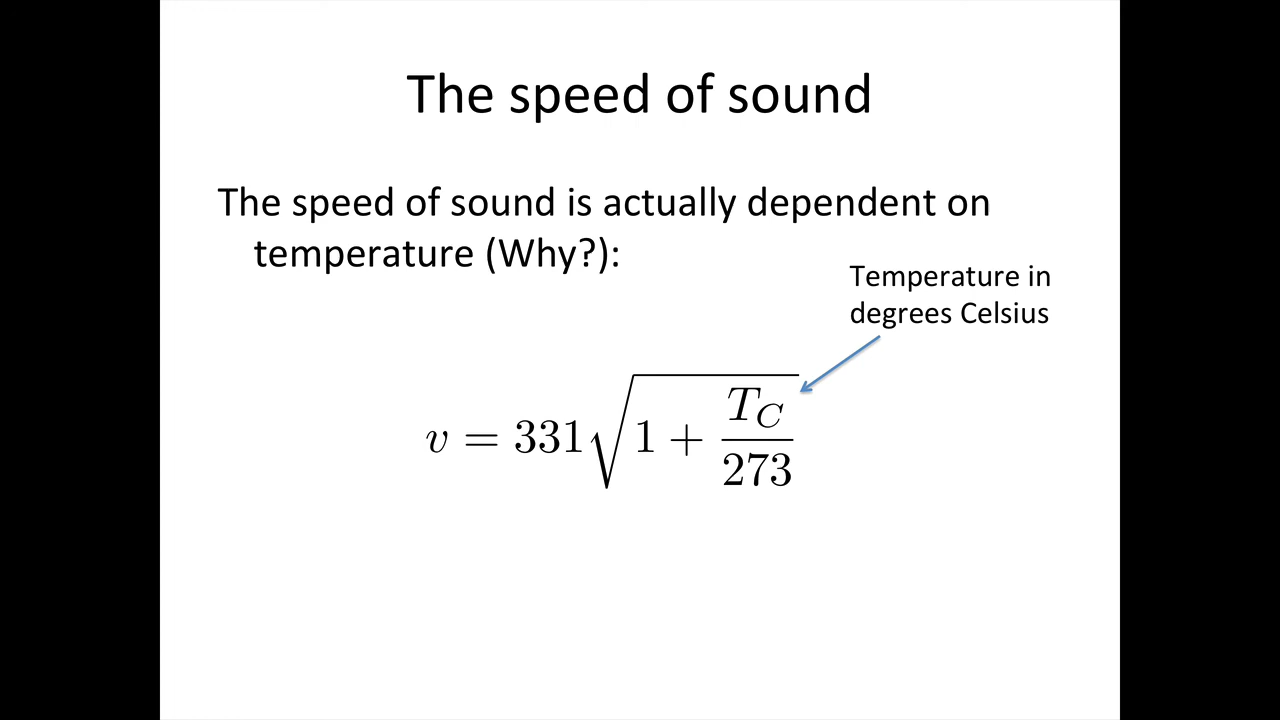 The speed of sound
The speed of sound is actually dependent on
temperature (Why?):
Temperature in
degrees Celsius
v = 331√(1 + T_C/273)